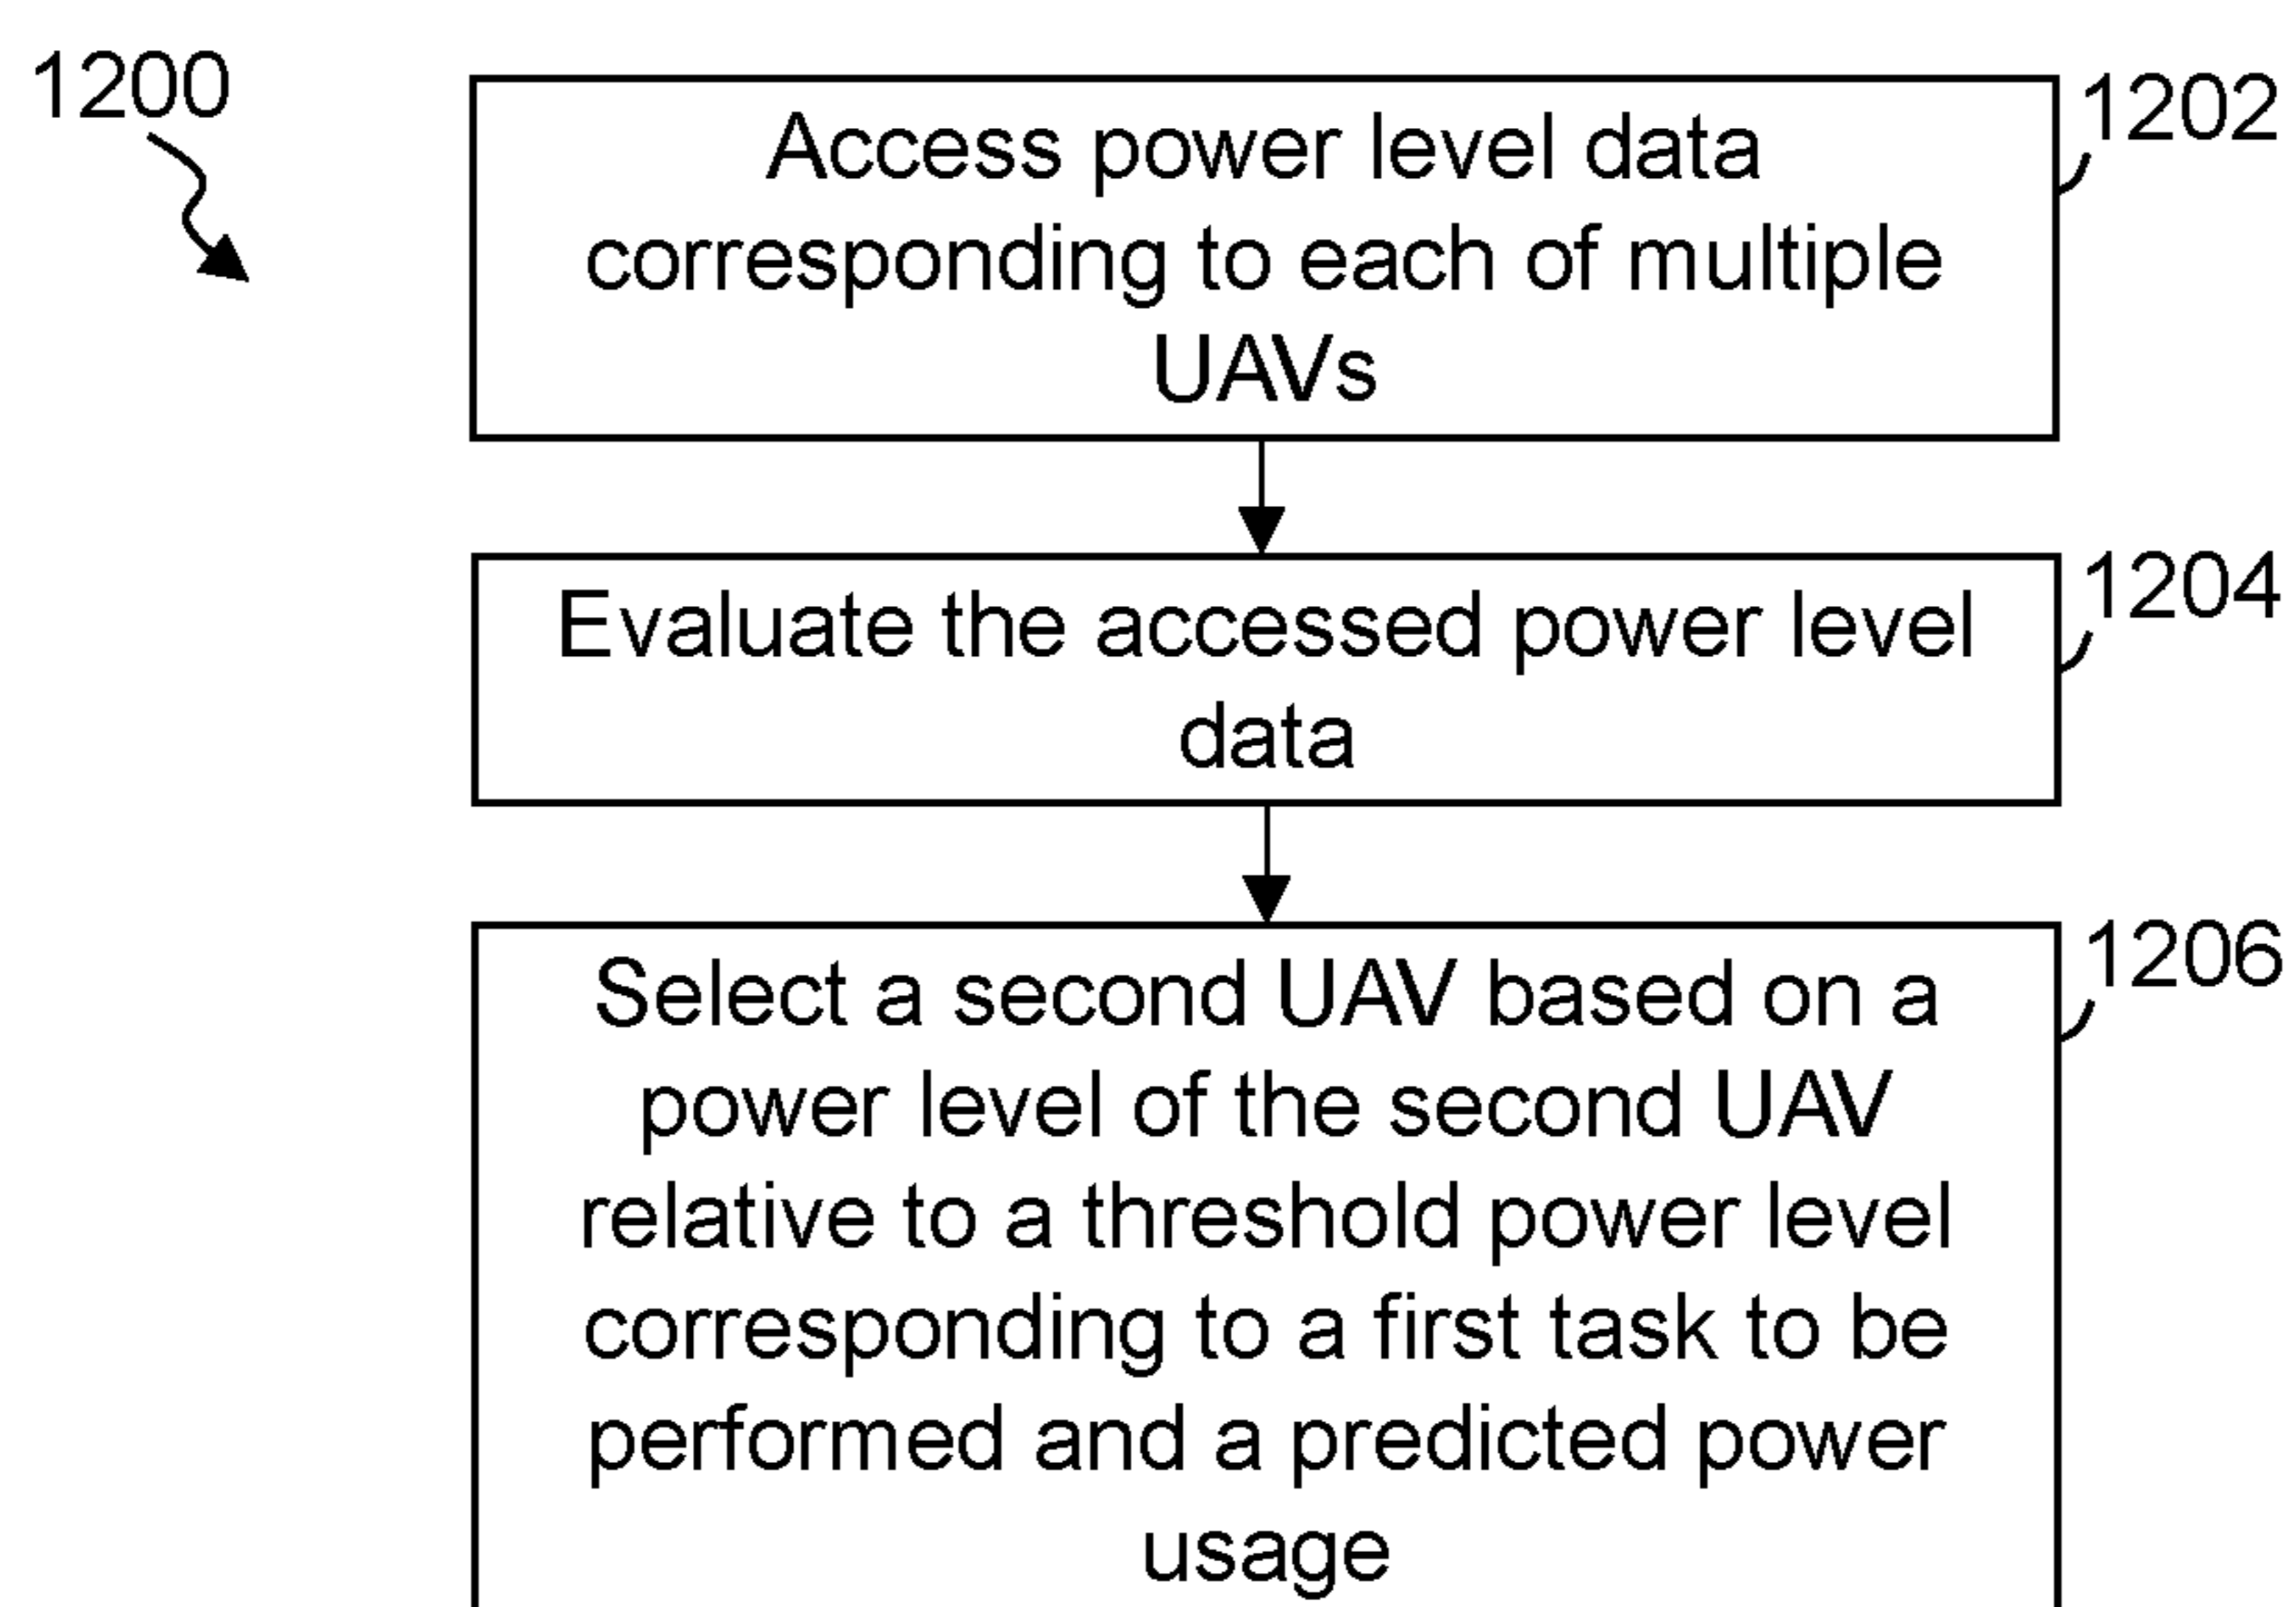 1200
1202
Access power level data
corresponding to each of multiple
UAVs
1204
Evaluate the accessed power level
data
1206
Select a second UAV based on a
power level of the second UAV
relative to a threshold power level
corresponding to a first task to be
performed and a predicted power
usage